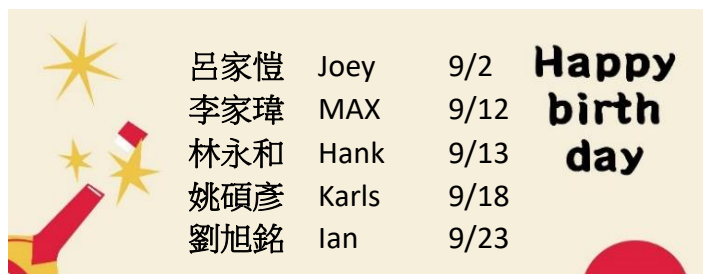 呂家愷 Joey 9/2
李家瑋 MAX 9/12
林永和 Hank 9/13
姚碩彥 Karls 9/18
劉旭銘 Ian 9/23
Happy
birth
day